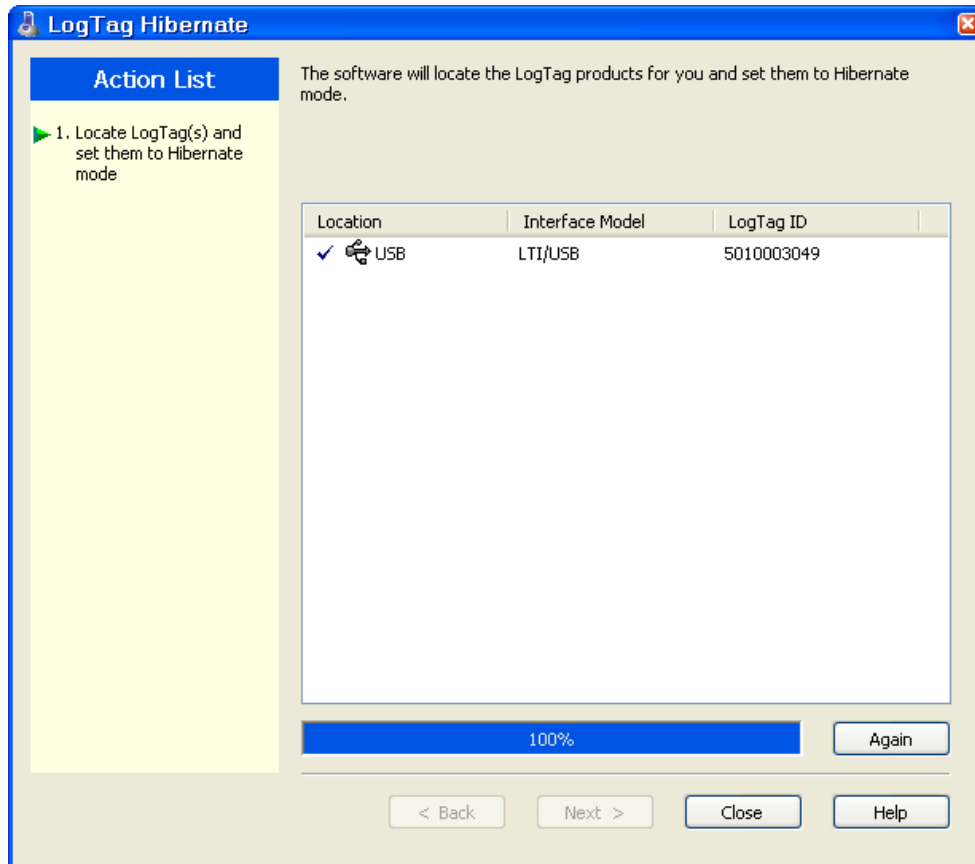 LogTag Hibernate
Action List
1. Locate LogTag(s) and
set them to Hibernate
mode
The software will locate the LogTag products for you and set them to Hibernate
mode.
Location Interface Model LogTag ID
USB LTI/USB 5010003049
100%
Again
< Back Next > Close Help